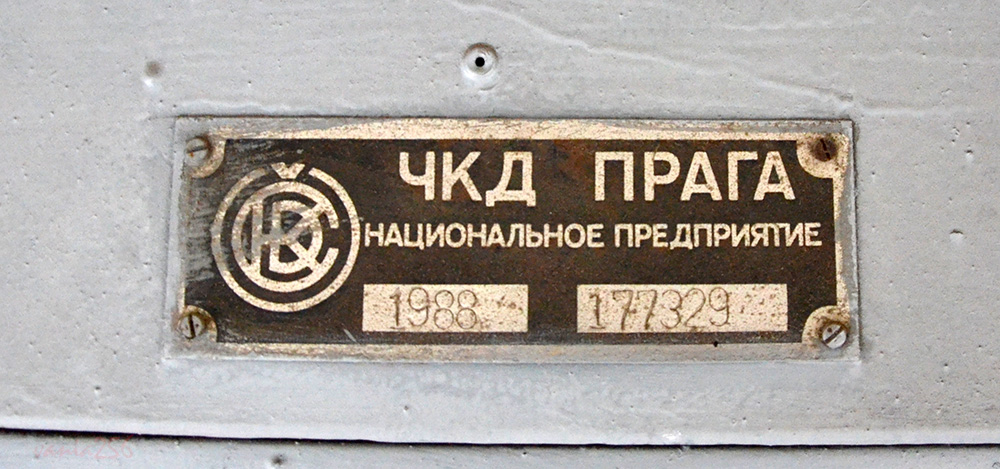 ЧКД ПРАГА
НАЦИОНАЛЬНОЕ ПРЕДПРИЯТИЕ
1988 177329